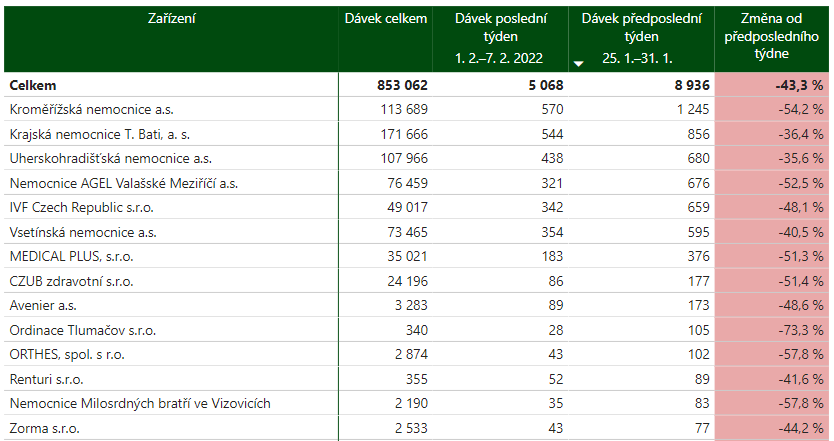 Zařízení Dávek celkem Dávek poslední týden 1. 2.–7. 2. 2022 Dávek předposlední týden 25. 1.–31. 1. Změna od předposledního týdne
Celkem 853 062 5 068 8 936 -43,3 %
Kroměřížská nemocnice a.s. 113 689 570 1 245 -54,2 %
Krajská nemocnice T. Bati, a. s. 171 666 544 856 -36,4 %
Uherskohradišťská nemocnice a.s. 107 966 438 680 -35,6 %
Nemocnice AGEL Valašské Meziříčí a.s. 76 459 321 676 -52,5 %
IVF Czech Republic s.r.o. 49 017 342 659 -48,1 %
Vsetínská nemocnice a.s. 73 465 354 595 -40,5 %
MEDICAL PLUS, s.r.o. 35 021 183 376 -51,3 %
CZUB zdravotní s.r.o. 24 196 86 177 -51,4 %
Avenier a.s. 3 283 89 173 -48,6 %
Ordinace Tlumačov s.r.o. 340 28 105 -73,3 %
ORTHES, spol. s r.o. 2 874 43 102 -57,8 %
Renturi s.r.o. 355 52 89 -41,6 %
Nemocnice Milosrdných bratří ve Vizovicích 2 190 35 83 -57,8 %
Zorma s.r.o. 2 533 43 77 -44,2 %